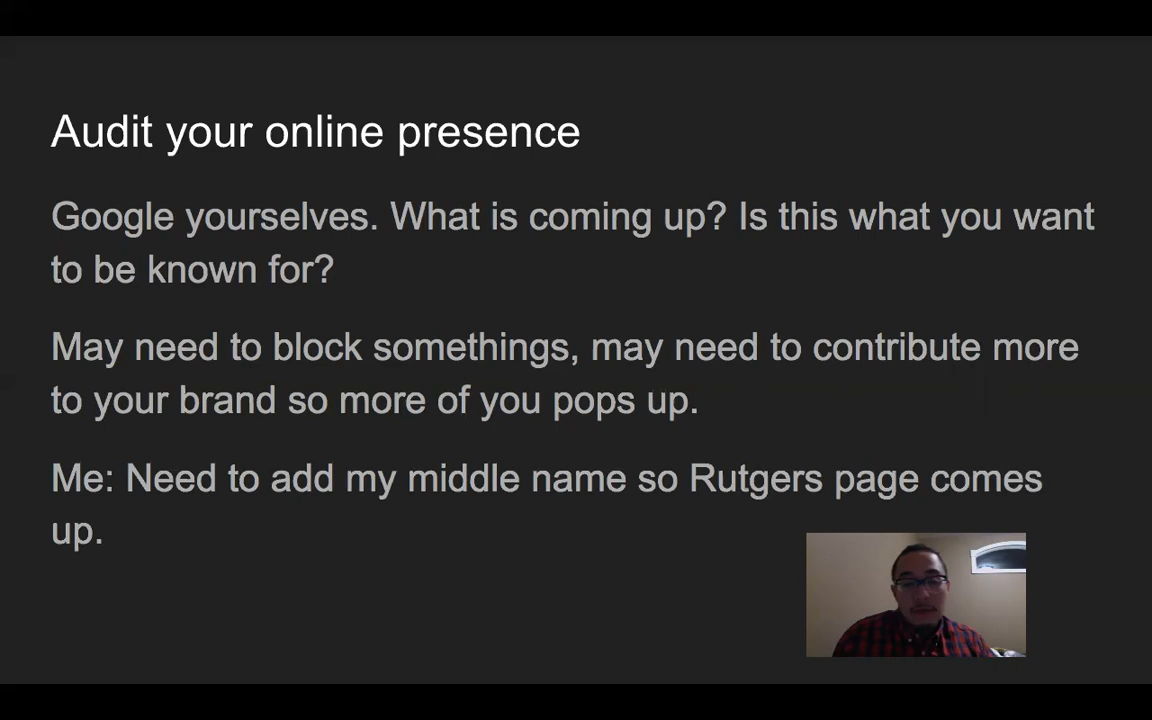 Audit your online presence
Google yourselves. What is coming up? Is this what you want
to be known for?
May need to block somethings, may need to contribute more
to your brand so more of you pops up.
Me: Need to add my middle name so Rutgers page comes
up.